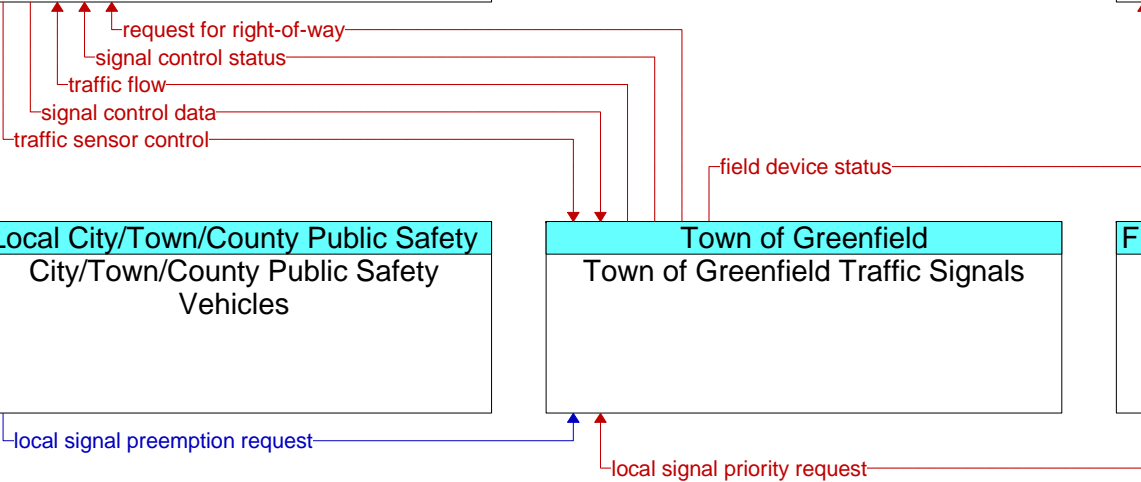 request for right-of-way
signal control status
traffic flow
signal control data
traffic sensor control
field device status
Local City/Town/County Public Safety
City/Town/County Public Safety
Vehicles
Town of Greenfield
Town of Greenfield Traffic Signals
F
local signal preemption request
local signal priority request